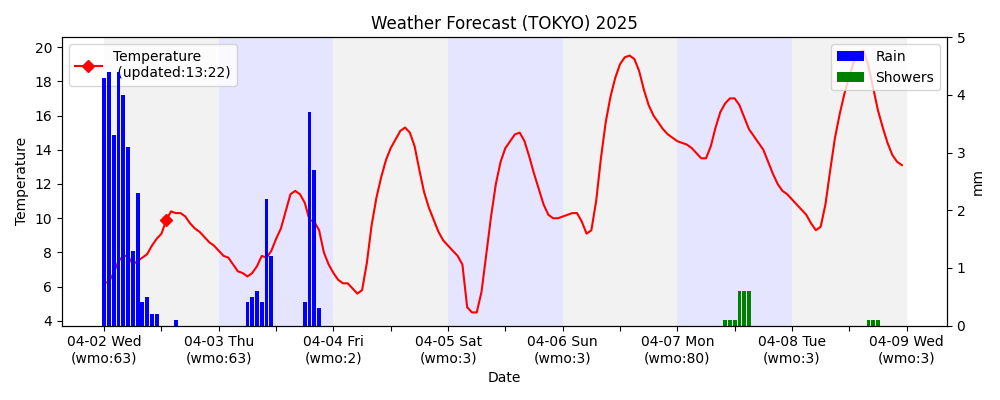 Weather Forecast (TOKYO) 2025
Temperature
(updated:13:22)
Rain
Showers
Temperature
20
18
16
14
12
10
8
6
4
mm
5
4
3
2
1
0
04-02 Wed
(wmo:63)
04-03 Thu
(wmo:63)
04-04 Fri
(wmo:2)
04-05 Sat
(wmo:3)
04-06 Sun
(wmo:3)
04-07 Mon
(wmo:80)
04-08 Tue
(wmo:3)
04-09 Wed
(wmo:3)
Date